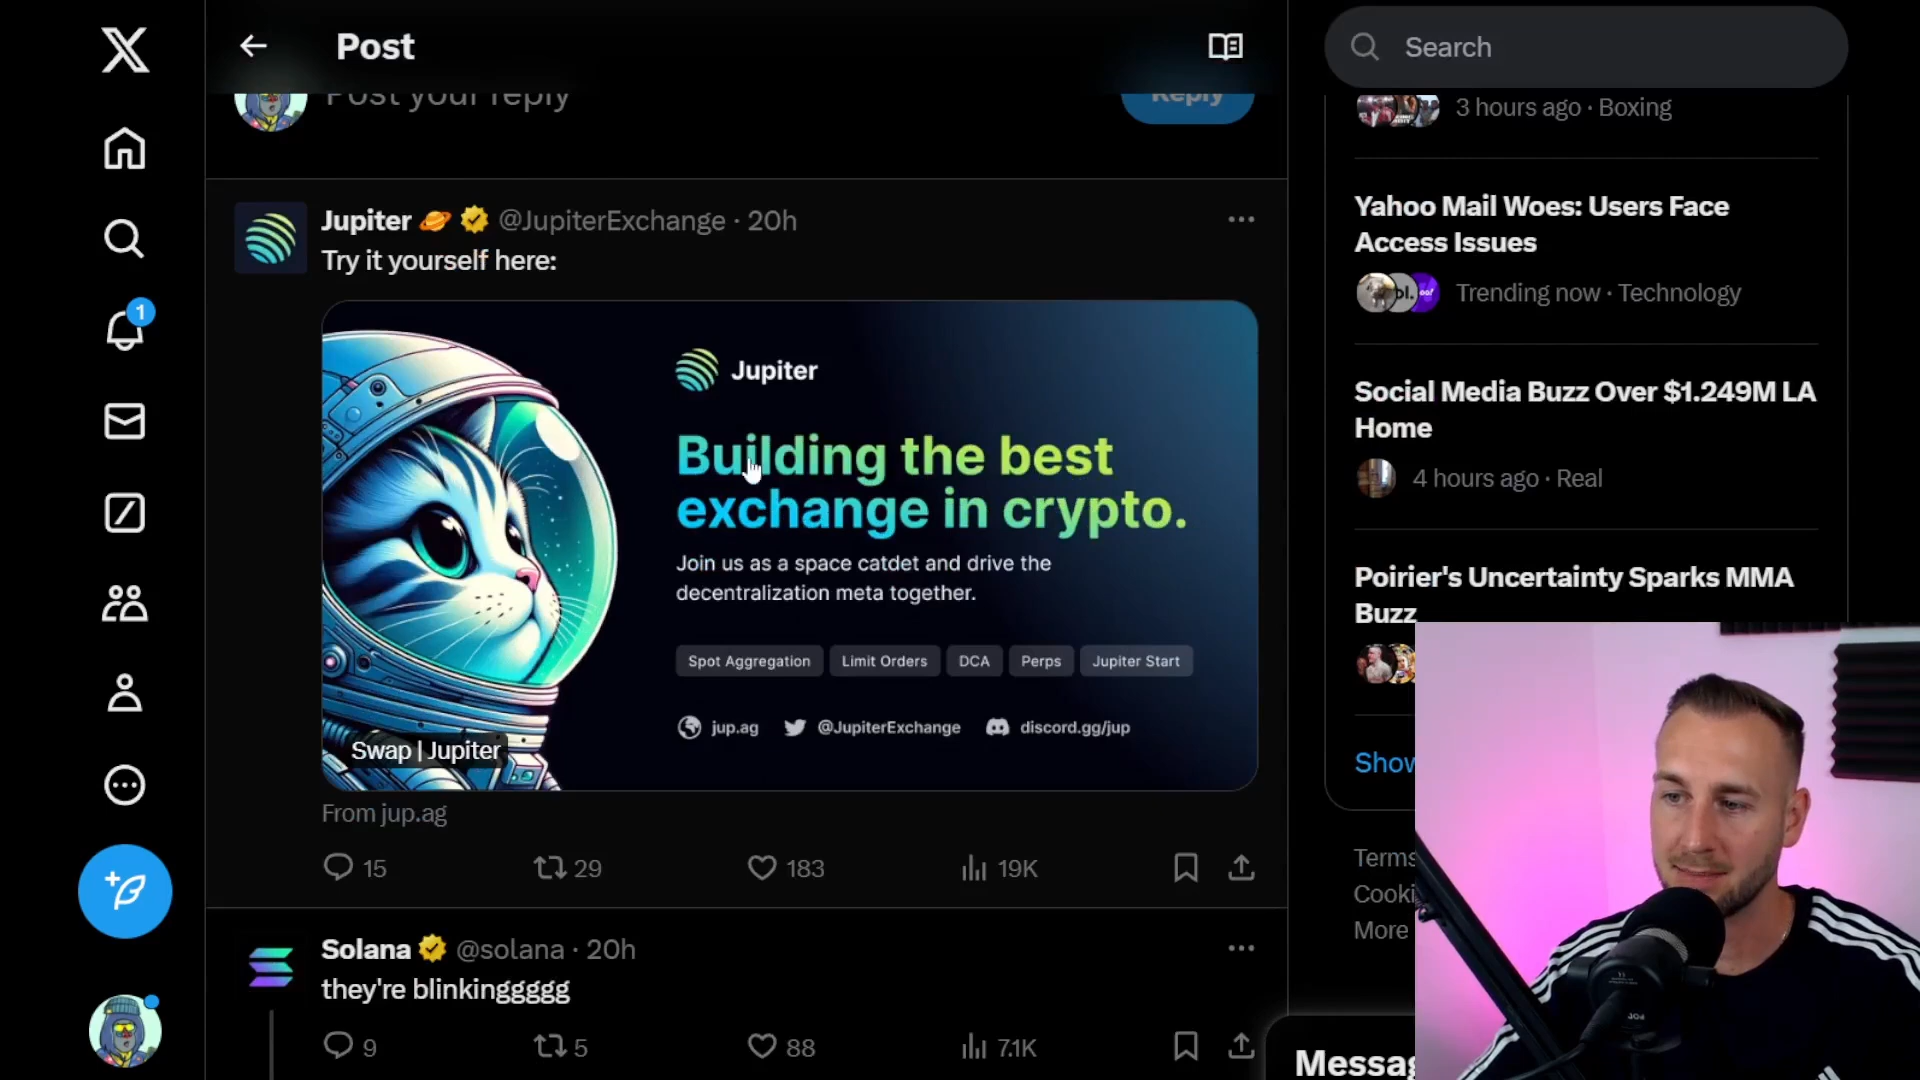 Post
Search
Post your reply
Reply
3 hours ago · Boxing
Jupiter 🪐 @JupiterExchange · 20h
Try it yourself here:
Jupiter
Building the best
exchange in crypto.
Join us as a space catdet and drive the
decentralization meta together.
Spot Aggregation
Limit Orders
DCA
Perps
Jupiter Start
jup.ag
@JupiterExchange
discord.gg/jup
Swap | Jupiter
From jup.ag
15
29
183
19K
Solana @solana · 20h
they're blinkinggggg
9
5
88
7.1K
1
Yahoo Mail Woes: Users Face
Access Issues
Trending now · Technology
Social Media Buzz Over $1.249M LA
Home
4 hours ago · Real
Poirier's Uncertainty Sparks MMA
Buzz
Show
Terms
Cooki
More
Messag